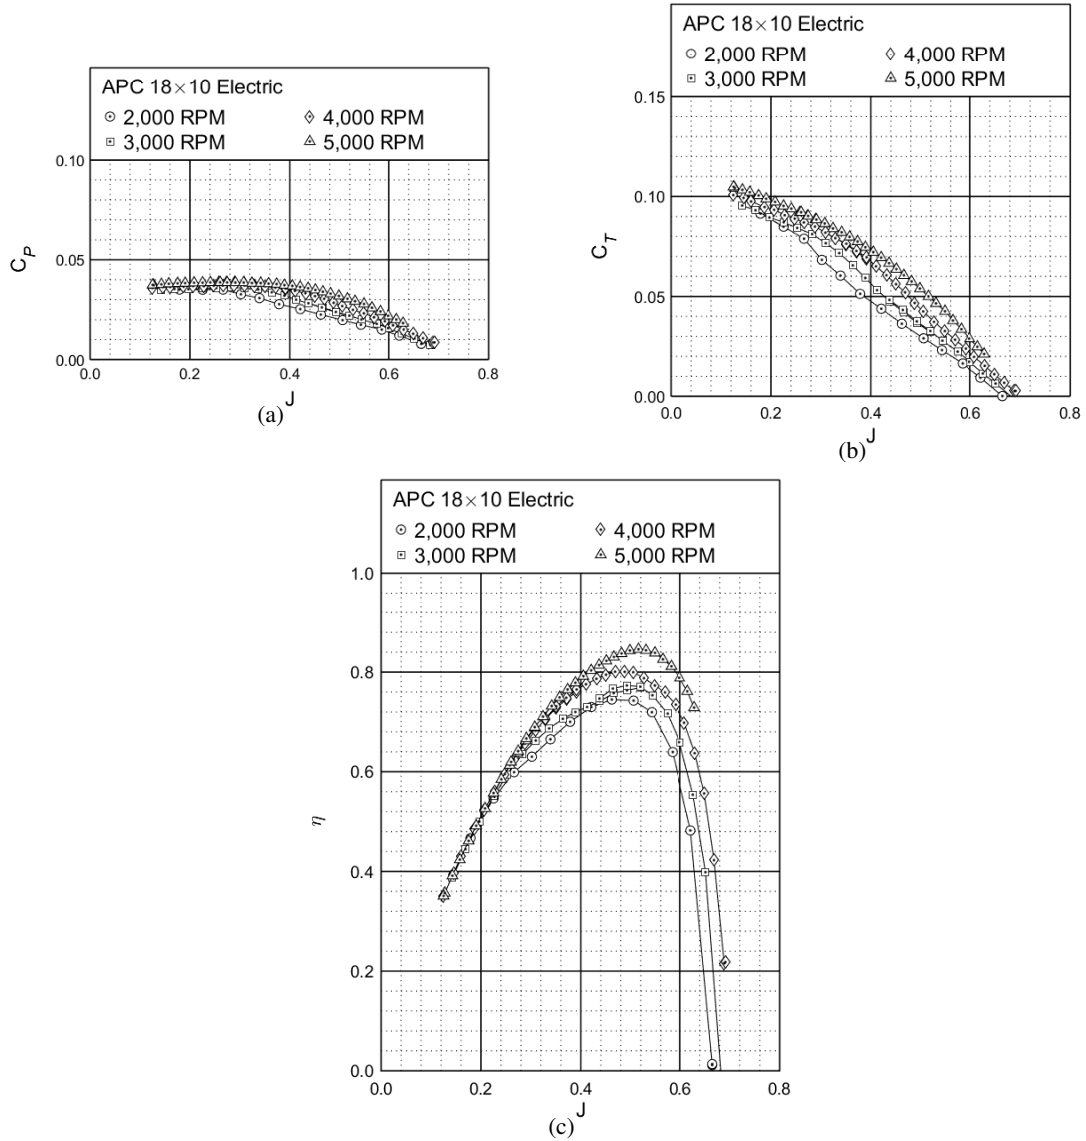 APC 18×10 Electric
2,000 RPM 4,000 RPM
3,000 RPM 5,000 RPM
0.10
0.05
0.00
C_P
0.0 0.2 0.4 0.6 0.8
J
(a)
APC 18×10 Electric
2,000 RPM 4,000 RPM
3,000 RPM 5,000 RPM
0.15
0.10
0.05
0.00
C_T
0.0 0.2 0.4 0.6 0.8
J
(b)
APC 18×10 Electric
2,000 RPM 4,000 RPM
3,000 RPM 5,000 RPM
1.0
0.8
0.6
0.4
0.2
0.0
η
0.0 0.2 0.4 0.6 0.8
J
(c)